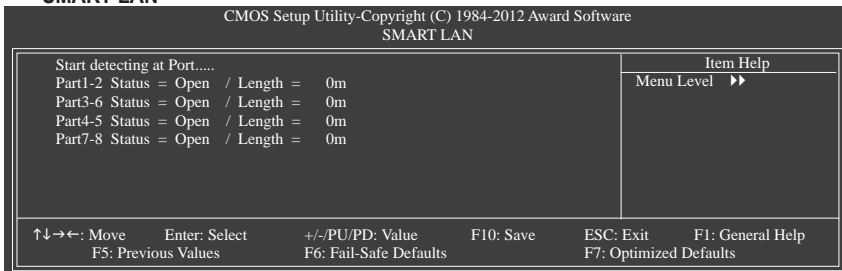 SMART LAN
CMOS Setup Utility-Copyright (C) 1984-2012 Award Software
SMART LAN
Start detecting at Port.....
Part1-2 Status = Open / Length = 0m
Part3-6 Status = Open / Length = 0m
Part4-5 Status = Open / Length = 0m
Part7-8 Status = Open / Length = 0m
Item Help
Menu Level ▶▶
↑↓→←: Move Enter: Select +/-/PU/PD: Value F10: Save ESC: Exit F1: General Help
F5: Previous Values F6: Fail-Safe Defaults F7: Optimized Defaults